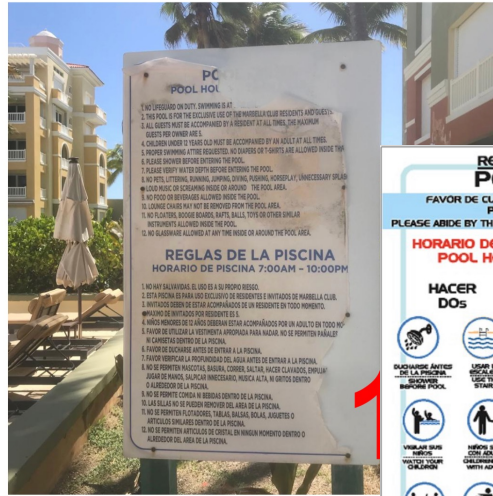 PO
POOL HOU
1. NO LIFEGUARD ON DUTY. SWIMMING IS AT
2. THIS POOL IS FOR THE EXCLUSIVE USE OF THE MARBELLA CLUB RESIDENTS AND GUESTS.
3. ALL GUESTS MUST BE ACCOMPANIED BY A RESIDENT AT ALL TIMES. THE MAXIMUM
GUESTS PER OWNER ARE 5.
4. CHILDREN UNDER 12 YEARS OLD MUST BE ACCOMPANIED BY AN ADULT AT ALL TIMES.
5. PROPER SWIMMING ATTIRE REQUESTED. NO DIAPERS OR T-SHIRTS ARE ALLOWED INSIDE THE
6. PLEASE SHOWER BEFORE ENTERING THE POOL.
7. PLEASE VERIFY WATER DEPTH BEFORE ENTERING THE POOL.
8. NO PETS, LITTERING, RUNNING, JUMPING, DIVING, PUSHING, HORSEPLAY, UNNECESSARY SPLASH
LOUD MUSIC OR SCREAMING INSIDE OR AROUND THE POOL AREA.
9. NO FOOD OR BEVERAGES ALLOWED INSIDE THE POOL.
10. LOUNGE CHAIRS MAY NOT BE REMOVED FROM THE POOL AREA.
11. NO FLOATERS, BOOGIE BOARDS, RAFTS, BALLS, TOYS OR OTHER SIMILAR
INSTRUMENTS ALLOWED INSIDE THE POOL.
12. NO GLASSWARE ALLOWED AT ANY TIME INSIDE OR AROUND THE POOL AREA.
REGLAS DE LA PISCINA
HORARIO DE PISCINA 7:00AM – 10:00PM
1. NO HAY SALVAVIDAS. EL USO ES A SU PROPIO RIESGO.
2. ESTA PISCINA ES PARA USO EXCLUSIVO DE RESIDENTES E INVITADOS DE MARBELLA CLUB.
3. INVITADOS DEBEN DE ESTAR ACOMPAÑADOS DE UN RESIDENTE EN TODO MOMENTO.
MAXIMO DE INVITADOS POR RESIDENTE ES 5.
4. NIÑOS MENORES DE 12 AÑOS DEBERAN ESTAR ACOMPAÑADOS POR UN ADULTO EN TODO MO
5. FAVOR DE UTILIZAR LA VESTIMENTA APROPIADA PARA NADAR. NO SE PERMITEN PAÑALES
NI CAMISETAS DENTRO DE LA PISCINA.
6. FAVOR DE DUCHARSE ANTES DE ENTRAR A LA PISCINA.
7. FAVOR VERIFICAR LA PROFUNDIDAD DEL AGUA ANTES DE ENTRAR A LA PISCINA.
8. NO SE PERMITEN MASCOTAS, BASURA, CORRER, SALTAR, HACER CLAVADOS, EMPUJAR
JUGAR DE MANOS, SALPICAR INNECESARIO, MUSICA ALTA, NI GRITOS DENTRO
O ALREDEDOR DE LA PISCINA.
9. NO SE PERMITE COMIDA NI BEBIDAS DENTRO DE LA PISCINA.
10. LAS SILLAS NO SE PUEDEN REMOVER DEL AREA DE LA PISCINA.
11. NO SE PERMITEN FLOTADORES, TABLAS, BALSAS, BOLAS, JUGUETES O
ARTICULOS SIMILARES DENTRO DE LA PISCINA.
12. NO SE PERMITEN ARTICULOS DE CRISTAL EN NINGUN MOMENTO DENTRO O
ALREDEDOR DEL AREA DE LA PISCINA.
1
RE
PO
FAVOR DE CU
P
PLEASE ABIDE BY TH
HORARIO DE
POOL HO
HACER
DOs
DUCHARSE ANTES
DE LA PISCINA
SHOWER
BEFORE POOL
USAR
ESCALE
USE T
STAIR
VIGILAR SUS
NIÑOS
WATCH YOUR
CHILDREN
NIÑOS S
CON ADU
CHILDREN
WITH AD